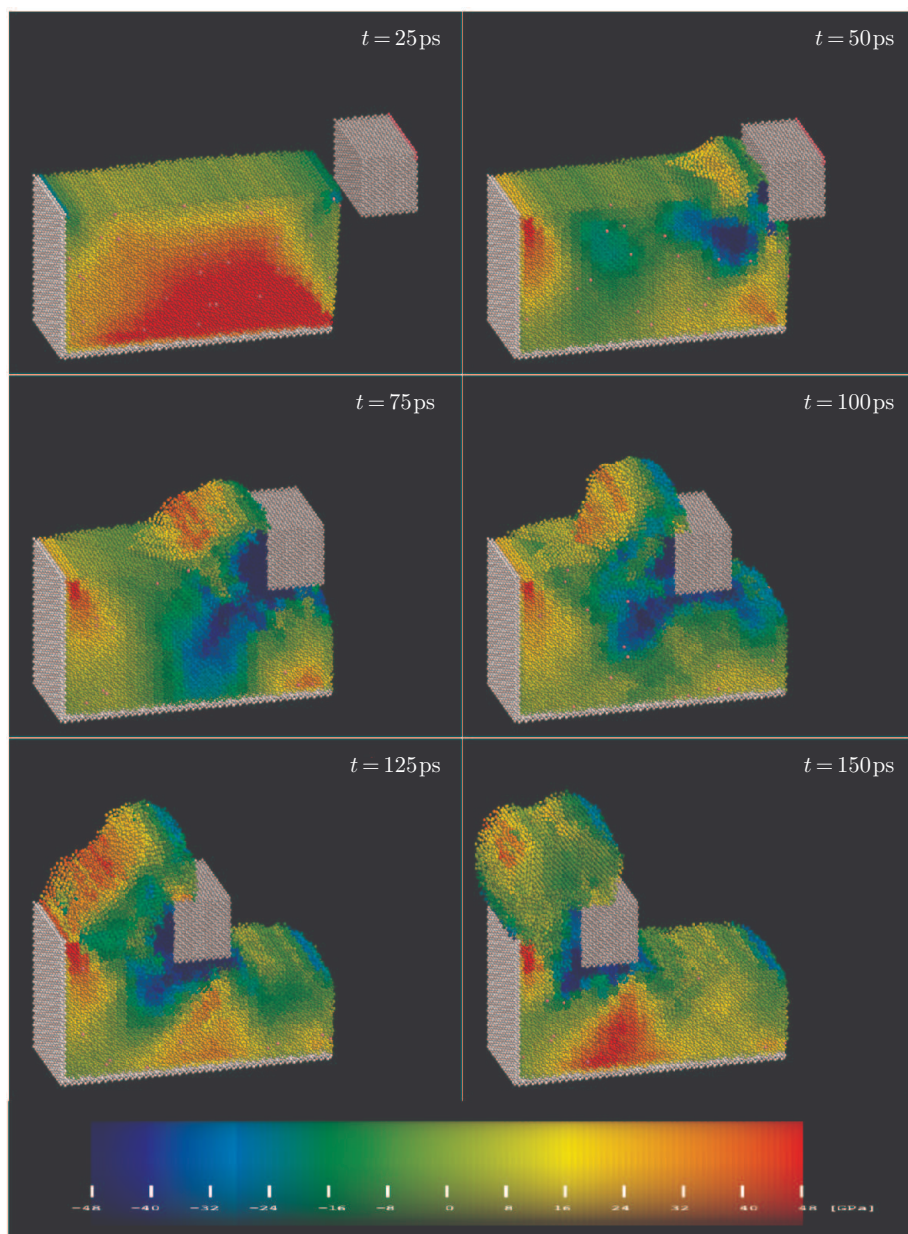 t = 25 ps
t = 50 ps
t = 75 ps
t = 100 ps
t = 125 ps
t = 150 ps
−48 −40 −32 −24 −16 −8 0 8 16 24 32 40 48 [GPa]